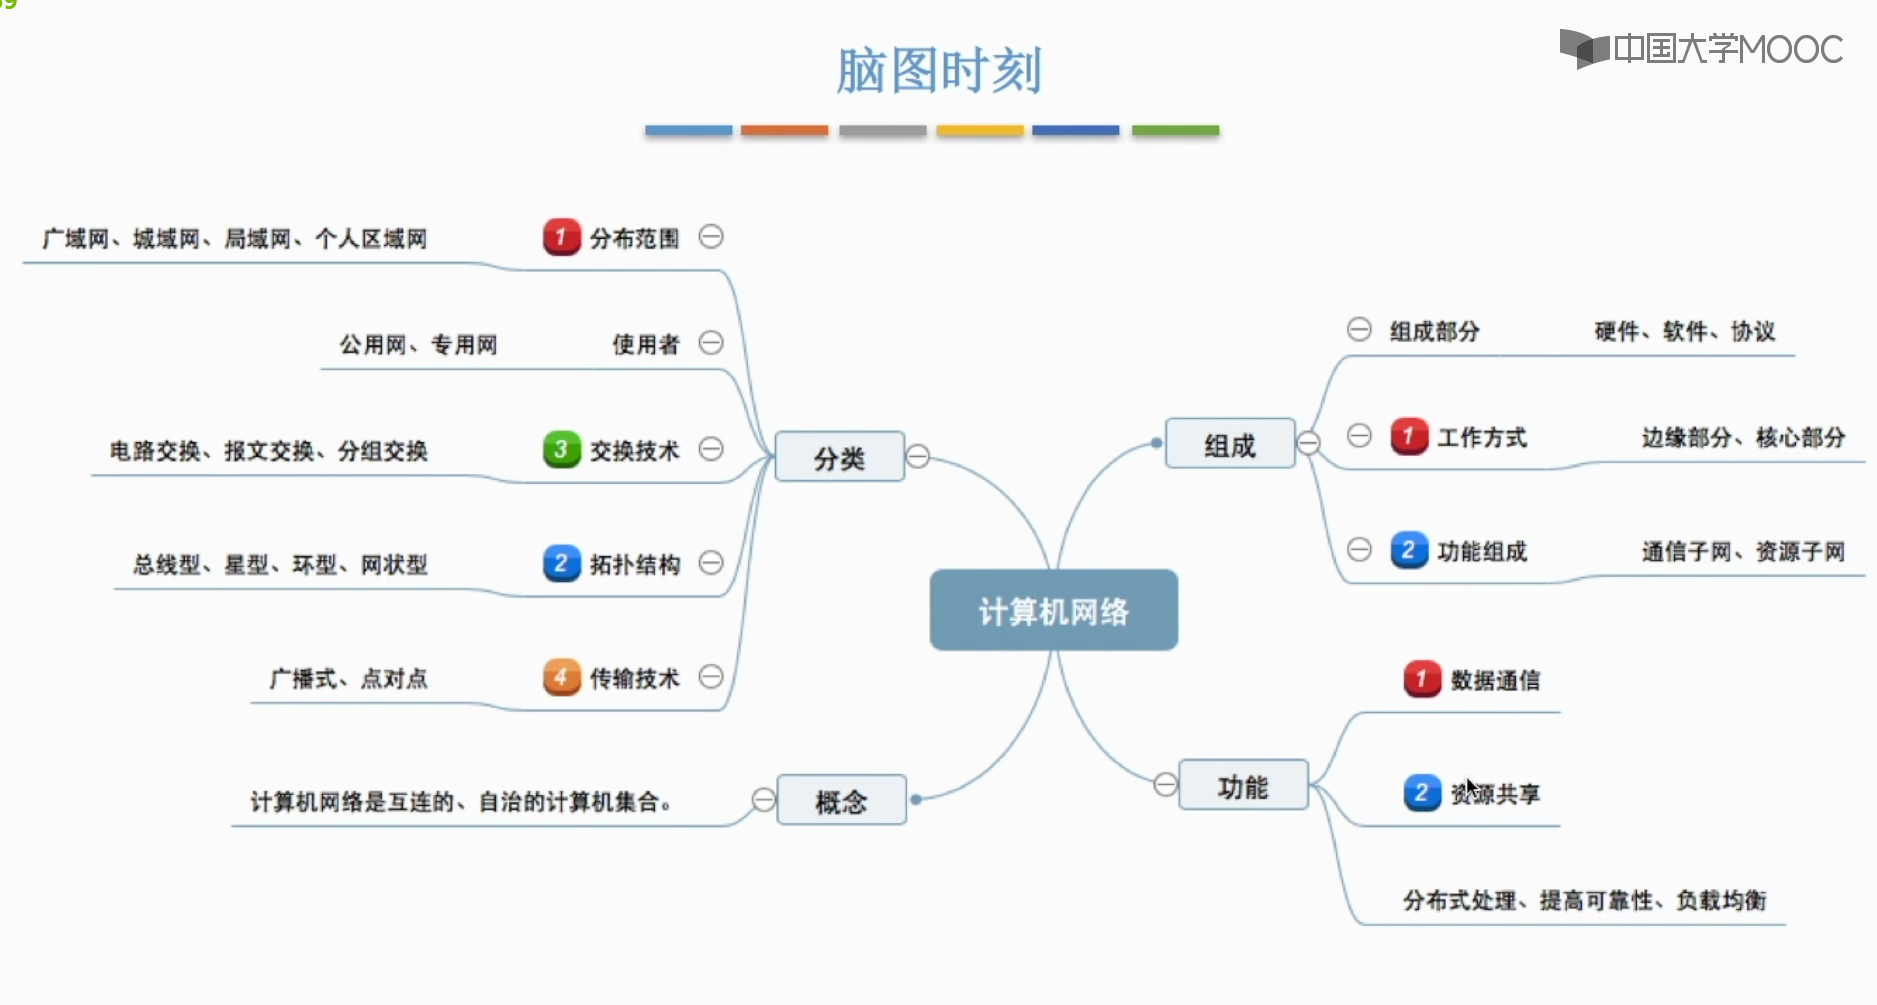 39
中国大学MOOC
脑图时刻
广域网、城域网、局域网、个人区域网
1 分布范围
公用网、专用网
使用者
电路交换、报文交换、分组交换
3 交换技术
总线型、星型、环型、网状型
2 拓扑结构
广播式、点对点
4 传输技术
分类
计算机网络是互连的、自治的计算机集合。
概念
计算机网络
组成
组成部分
硬件、软件、协议
1 工作方式
边缘部分、核心部分
2 功能组成
通信子网、资源子网
功能
1 数据通信
2 资源共享
分布式处理、提高可靠性、负载均衡